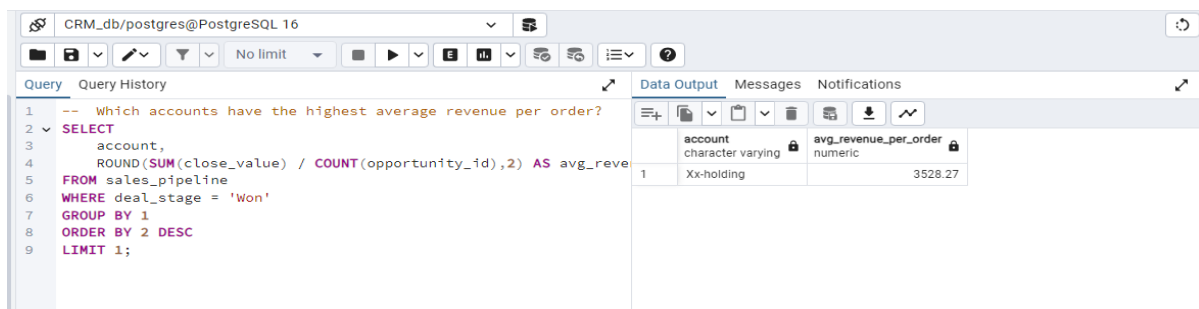 CRM_db/postgres@PostgreSQL 16
No limit
E
Query Query History
Data Output Messages Notifications
1 -- Which accounts have the highest average revenue per order?
2 SELECT
3 account,
4 ROUND(SUM(close_value) / COUNT(opportunity_id),2) AS avg_reve
5 FROM sales_pipeline
6 WHERE deal_stage = 'Won'
7 GROUP BY 1
8 ORDER BY 2 DESC
9 LIMIT 1;
account avg_revenue_per_order
character varying numeric
1 Xx-holding 3528.27